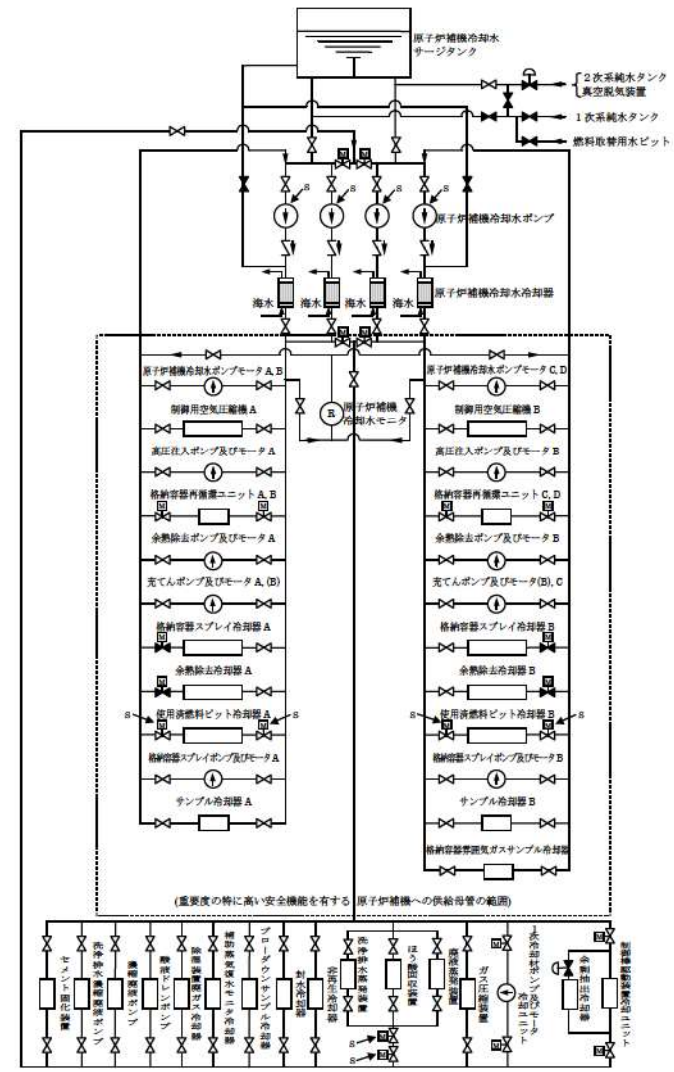 原子炉補機冷却水
サージタンク
2次系純水タンク
真空脱気装置
1次系純水タンク
燃料取替用水ピット
M M
S S S S
原子炉補機冷却水ポンプ
原子炉補機冷却水冷却器
海水 海水 海水 海水
M M
原子炉補機冷却水ポンプモータA, B
原子炉補機冷却水ポンプモータC, D
R
原子炉補機
冷却水モニタ
制御用空気圧縮機A
制御用空気圧縮機B
高圧注入ポンプ及びモータA
高圧注入ポンプ及びモータB
格納容器再循環ユニットA, B
格納容器再循環ユニットC, D
M M M M
余熱除去ポンプ及びモータA
余熱除去ポンプ及びモータB
充てんポンプ及びモータA, (B)
充てんポンプ及びモータ(B), C
格納容器スプレイ冷却器A
格納容器スプレイ冷却器B
M M
余熱除去冷却器A
余熱除去冷却器B
M M
使用済燃料ピット冷却器A
使用済燃料ピット冷却器B
S M M S S M M S
格納容器スプレイポンプ及びモータA
格納容器スプレイポンプ及びモータB
サンプル冷却器A
サンプル冷却器B
格納容器雰囲気ガスサンプル冷却器
(重要度の特に高い安全機能を有する 原子炉補機への供給母管の範囲)
セメント固化装置
洗浄排水濃縮廃液ポンプ
濃縮廃液ポンプ
酸液ドレンポンプ
除湿装置廃ガス冷却器
補助蒸気復水モニタ冷却器
ブローダウンサンプル冷却器
封水冷却器
非再生冷却器
洗浄排水蒸発装置
ほう酸回収装置
廃液蒸発装置
ガス圧縮装置
1次冷却材ポンプ及びモータ
冷却ユニット
余剰抽出冷却器
制御棒駆動装置冷却ユニット
M M
S M
S M
M M